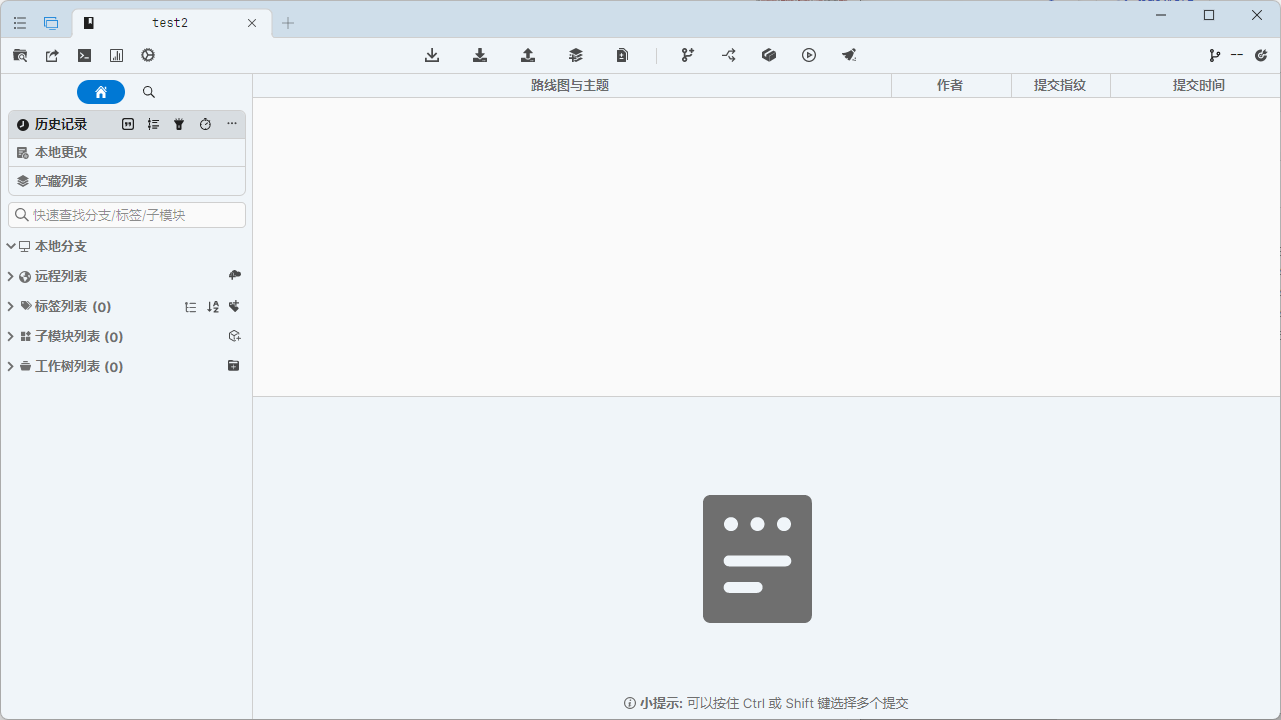 test2
路线图与主题
作者
提交指纹
提交时间
历史记录
本地更改
贮藏列表
快速查找分支/标签/子模块
本地分支
远程列表
标签列表 (0)
子模块列表 (0)
工作树列表 (0)
小提示: 可以按住 Ctrl 或 Shift 键选择多个提交